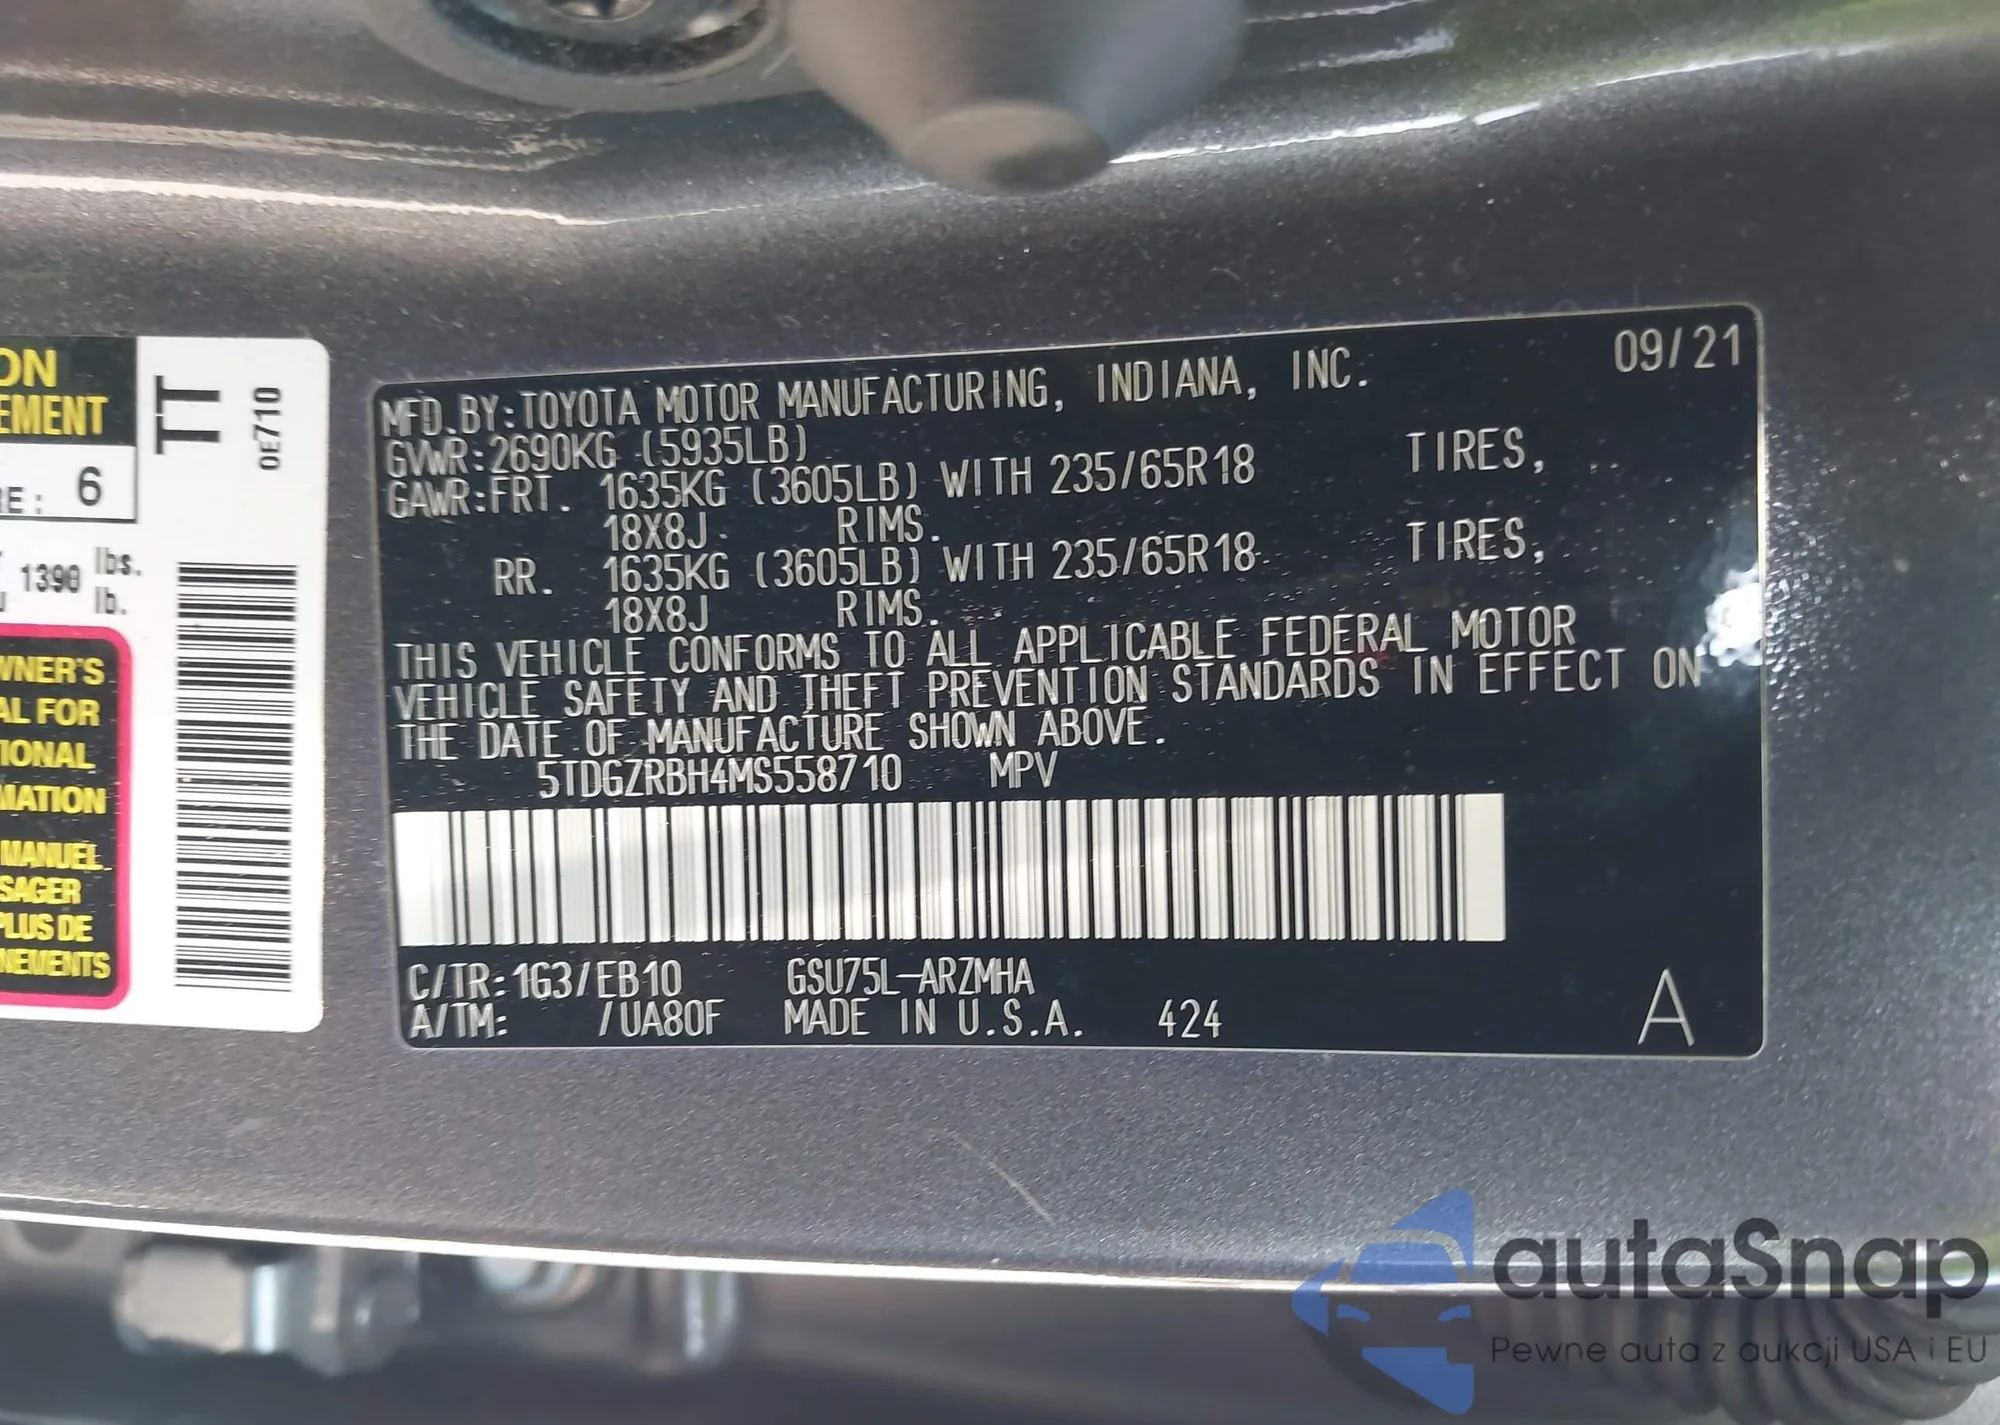 ON
EMENT
RE: 6
1390 lbs.
lb.
WNER'S
AL FOR
TIONAL
MATION
MANUEL
SAGER
PLUS DE
NEMENTS
TT
0E710
09/21
MFD.BY:TOYOTA MOTOR MANUFACTURING, INDIANA, INC.
GVWR:2690KG (5935LB)
GAWR:FRT. 1635KG (3605LB) WITH 235/65R18 TIRES,
18X8J RIMS.
RR. 1635KG (3605LB) WITH 235/65R18 TIRES,
18X8J RIMS.
THIS VEHICLE CONFORMS TO ALL APPLICABLE FEDERAL MOTOR
VEHICLE SAFETY AND THEFT PREVENTION STANDARDS IN EFFECT ON
THE DATE OF MANUFACTURE SHOWN ABOVE.
5TDGZRBH4MS558710 MPV
C/TR:1G3/EB10 GSU75L-ARZMHA
A/TM: /UA80F MADE IN U.S.A. 424
A
autaSnap
Pewne auta z aukcji USA i EU